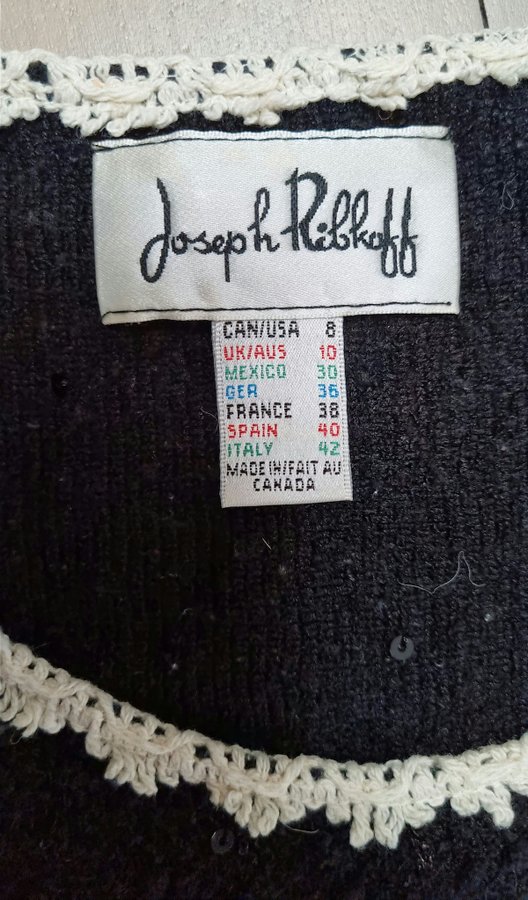 Joseph Ribkoff
CAN/USA 8
UK/AUS 10
MEXICO 30
GER 36
FRANCE 38
SPAIN 40
ITALY 42
MADE IN/FAIT AU
CANADA